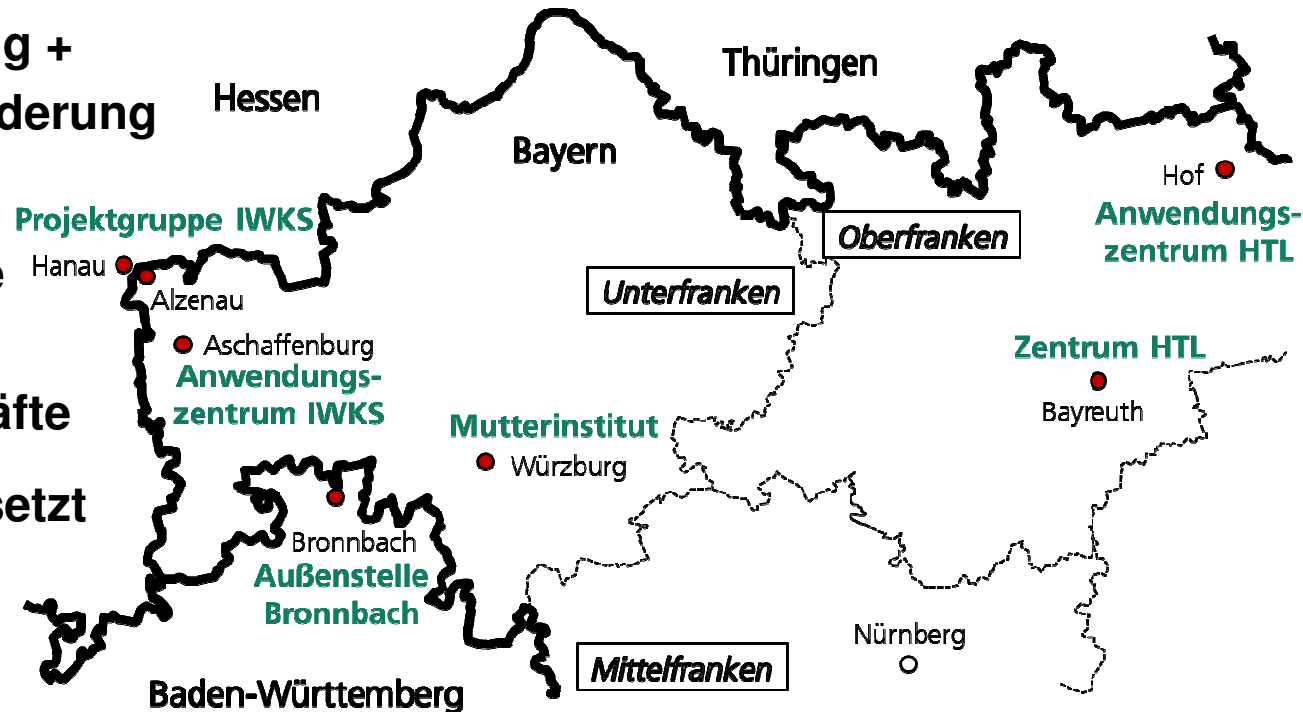 g +
derung
Hessen
Thüringen
Bayern
Hof
Anwendungs-
zentrum HTL
Projektgruppe IWKS
Hanau
Alzenau
Oberfranken
Unterfranken
Aschaffenburg
Anwendungs-
zentrum IWKS
Zentrum HTL
Bayreuth
äfte
setzt
Mutterinstitut
Würzburg
Bronnbach
Außenstelle
Bronnbach
Nürnberg
Mittelfranken
Baden-Württemberg